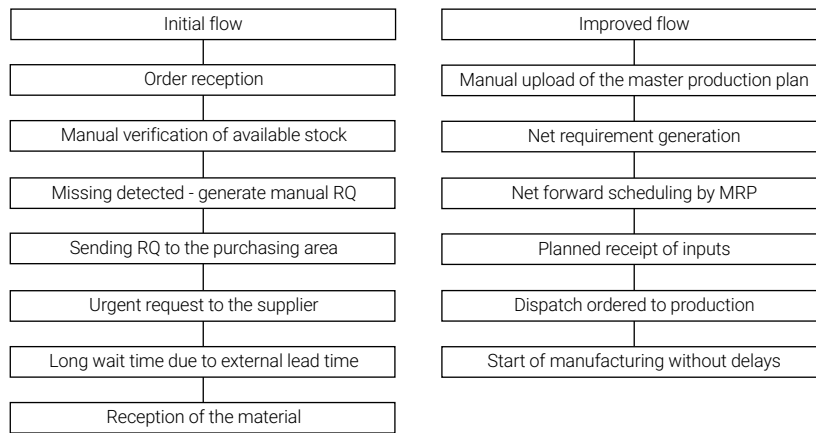 Initial flow
Order reception
Manual verification of available stock
Missing detected - generate manual RQ
Sending RQ to the purchasing area
Urgent request to the supplier
Long wait time due to external lead time
Reception of the material
Improved flow
Manual upload of the master production plan
Net requirement generation
Net forward scheduling by MRP
Planned receipt of inputs
Dispatch ordered to production
Start of manufacturing without delays